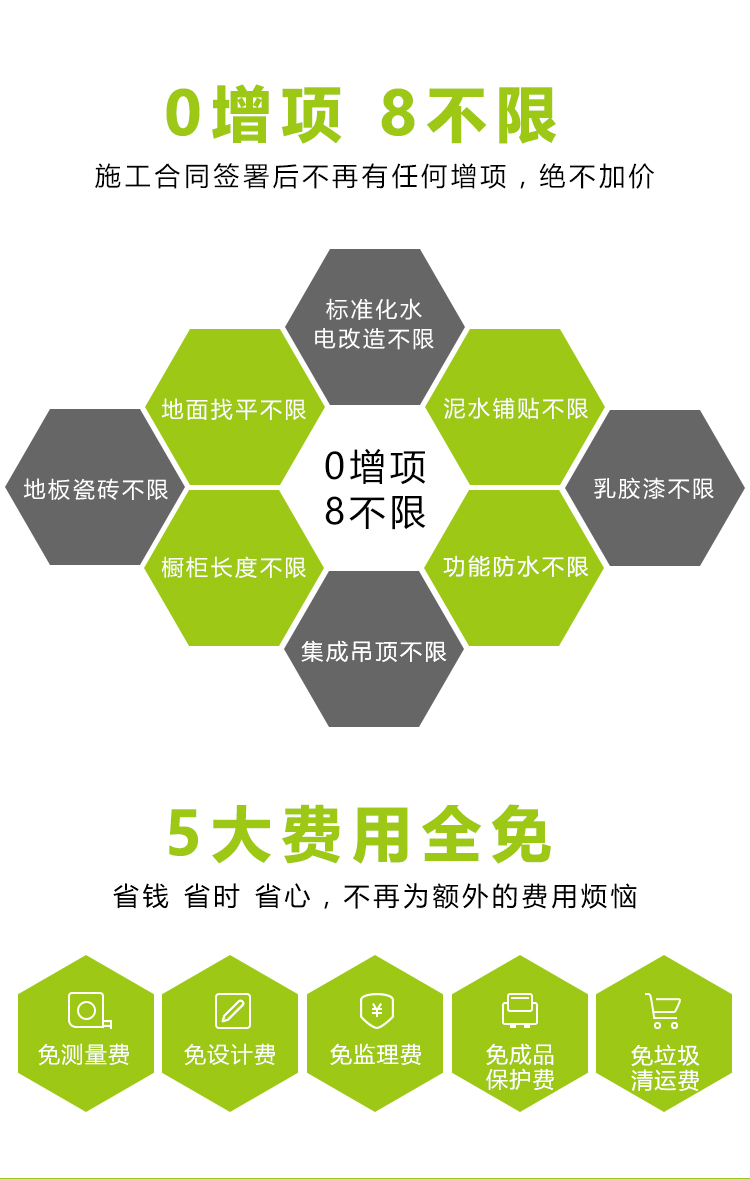 0增项 8不限
施工合同签署后不再有任何增项，绝不加价
标准化水
电改造不限
地面找平不限
泥水铺贴不限
地板瓷砖不限
0增项
8不限
乳胶漆不限
橱柜长度不限
功能防水不限
集成吊顶不限
5大费用全免
省钱 省时 省心，不再为额外的费用烦恼
免测量费
免设计费
¥
免监理费
免成品
保护费
免垃圾
清运费